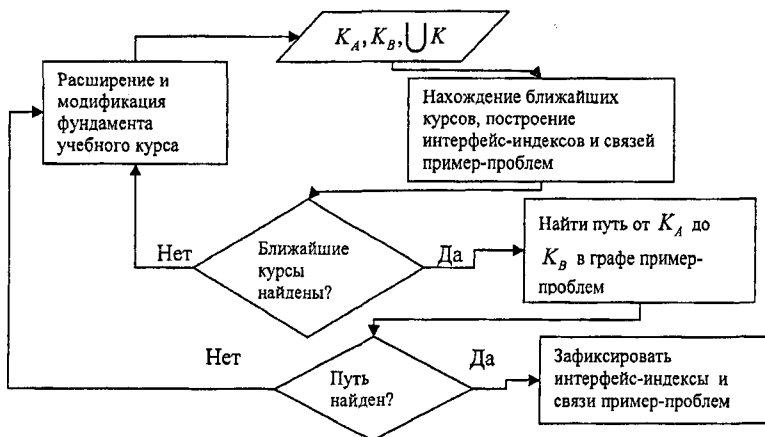 K_A, K_B, ⋃K
Расширение и
модификация
фундамента
учебного курса
Нахождение ближайших
курсов, построение
интерфейс-индексов и связей
пример-проблем
Нет
Ближайшие
курсы
найдены?
Да
Найти путь от K_A до
K_B в графе пример-
проблем
Нет
Путь
найден?
Да
Зафиксировать
интерфейс-индексы и
связи пример-проблем